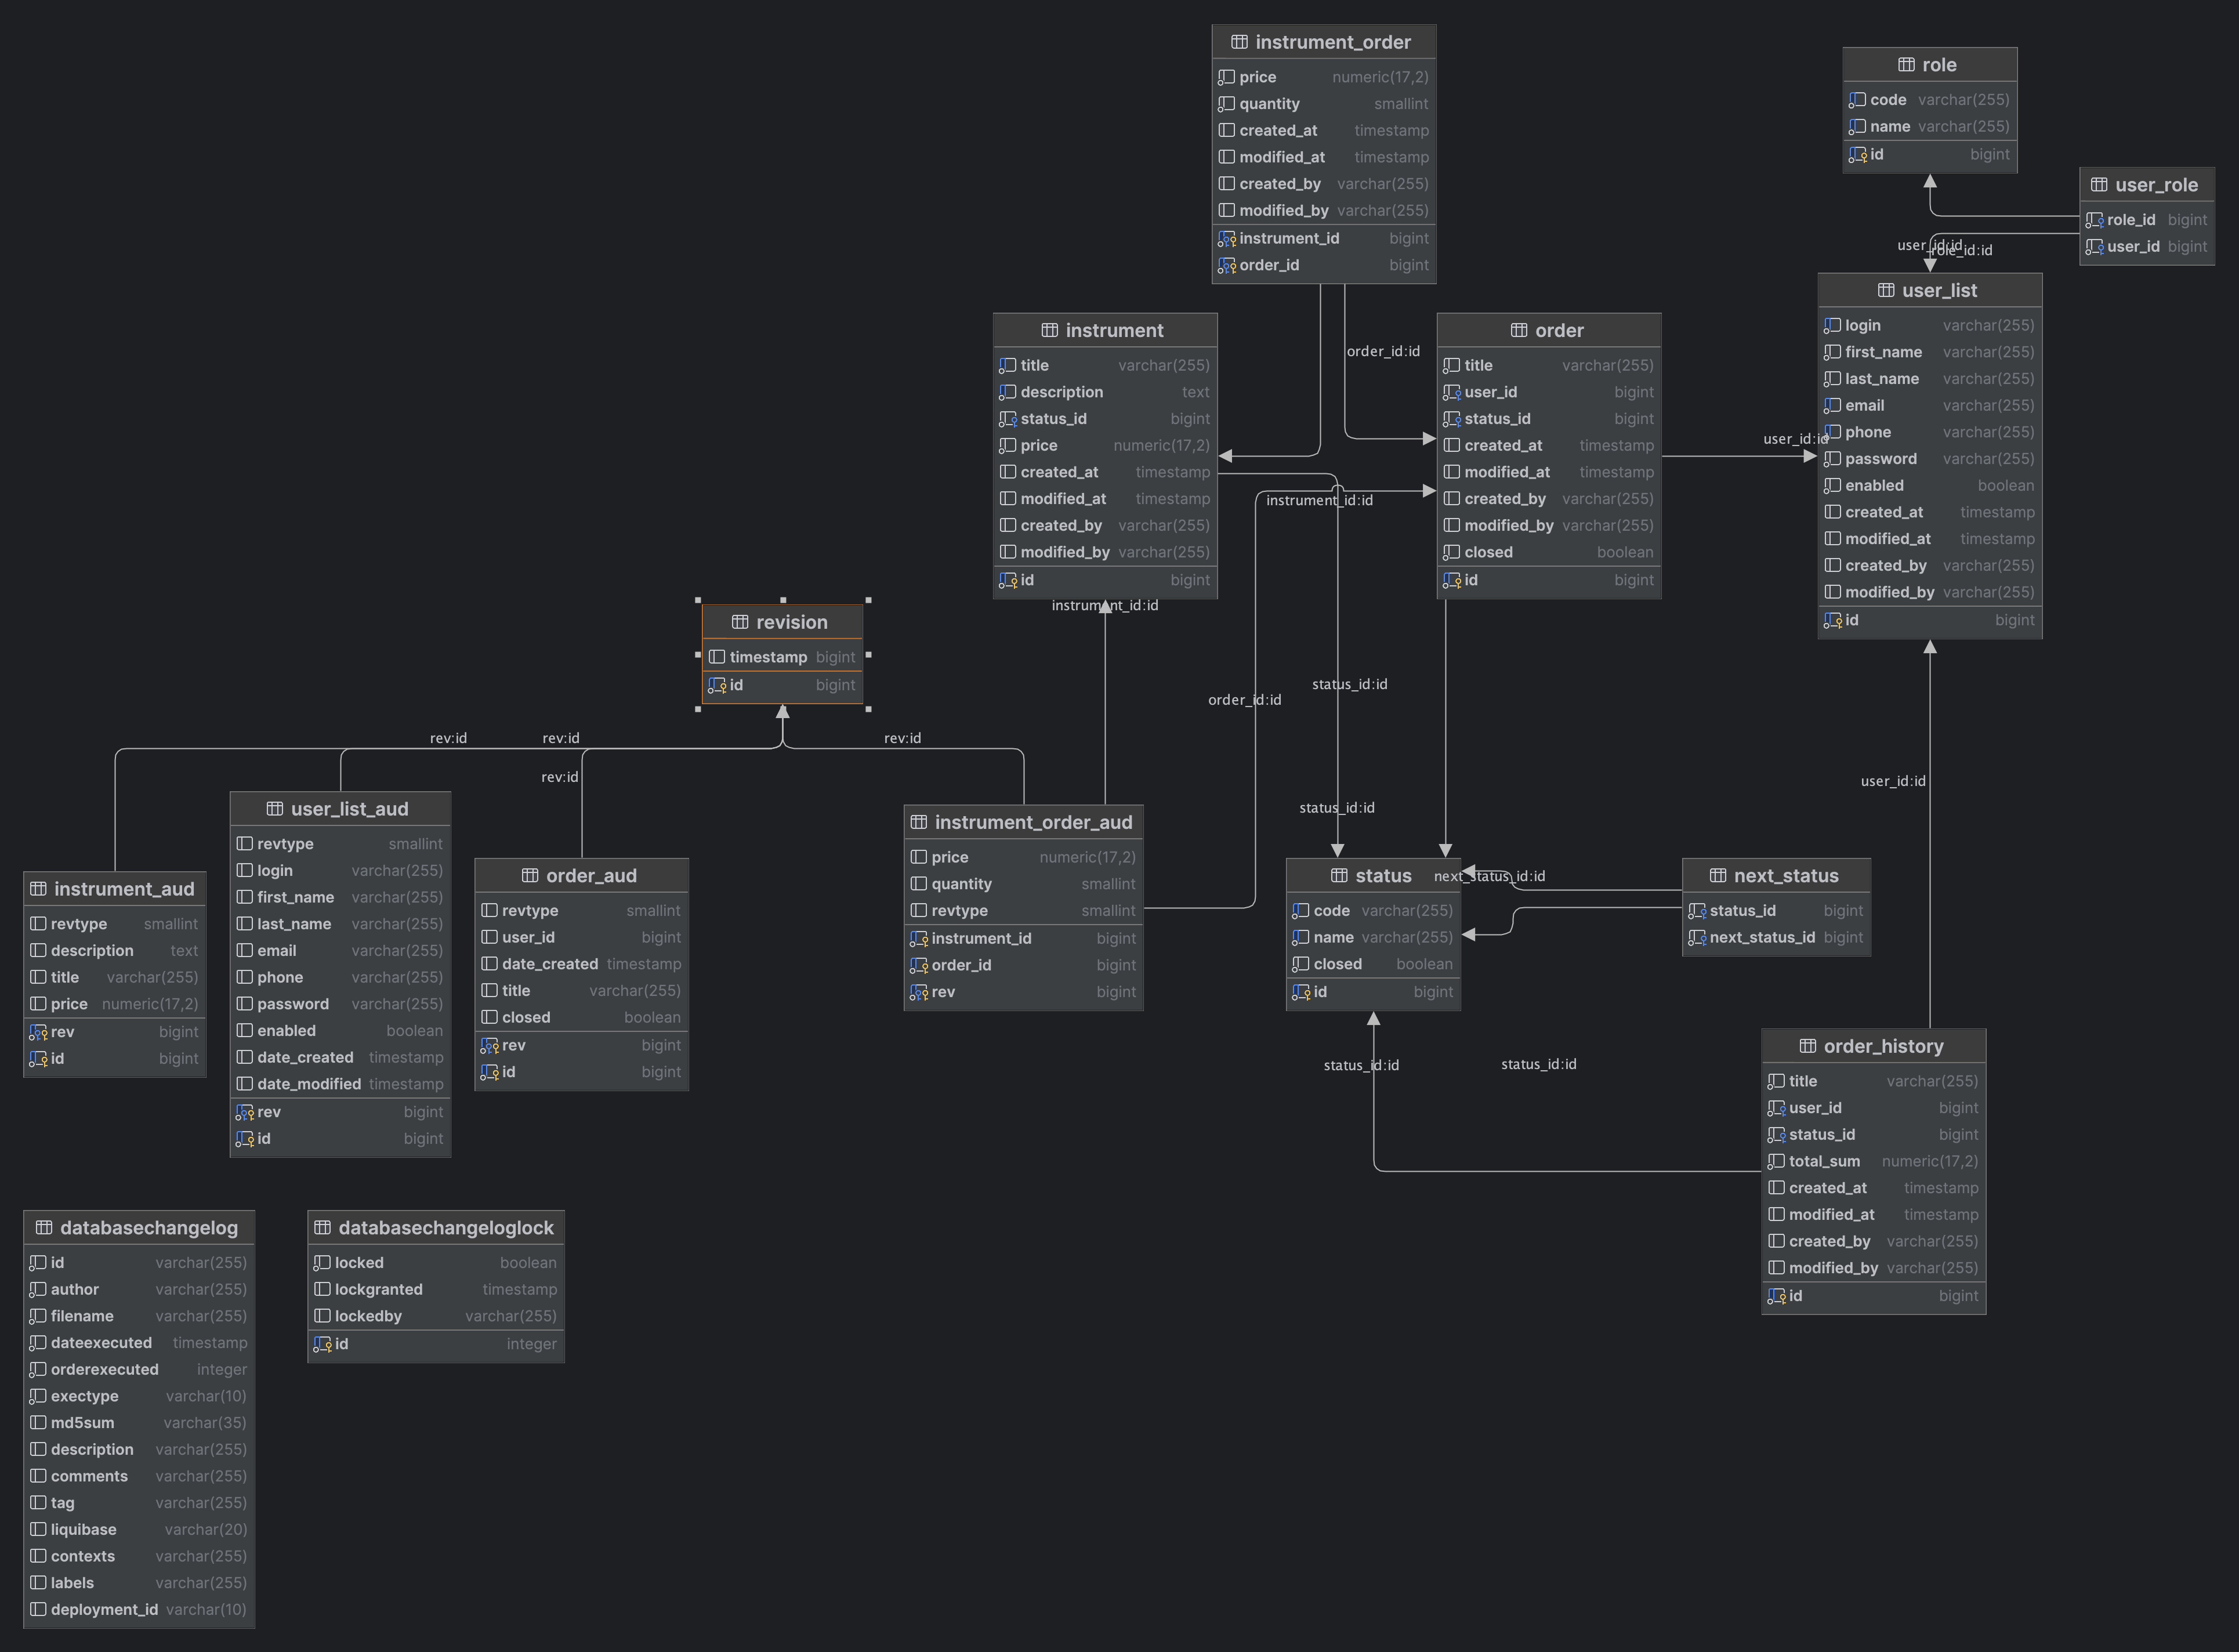 instrument_order
price numeric(17,2)
quantity smallint
created_at timestamp
modified_at timestamp
created_by varchar(255)
modified_by varchar(255)
instrument_id bigint
order_id bigint
role
code varchar(255)
name varchar(255)
id bigint
user_role
role_id bigint
user_id bigint
user_id:id
role_id:id
instrument
title varchar(255)
description text
status_id bigint
price numeric(17,2)
created_at timestamp
modified_at timestamp
created_by varchar(255)
modified_by varchar(255)
id bigint
order_id:id
order
title varchar(255)
user_id bigint
status_id bigint
created_at timestamp
modified_at timestamp
created_by varchar(255)
modified_by varchar(255)
closed boolean
id bigint
user_id:id
user_list
login varchar(255)
first_name varchar(255)
last_name varchar(255)
email varchar(255)
phone varchar(255)
password varchar(255)
enabled boolean
created_at timestamp
modified_at timestamp
created_by varchar(255)
modified_by varchar(255)
id bigint
instrument_id:id
instrument_id:id
revision
timestamp bigint
id bigint
order_id:id
status_id:id
rev:id
rev:id
rev:id
rev:id
user_id:id
status_id:id
instrument_aud
revtype smallint
description text
title varchar(255)
price numeric(17,2)
rev bigint
id bigint
user_list_aud
revtype smallint
login varchar(255)
first_name varchar(255)
last_name varchar(255)
email varchar(255)
phone varchar(255)
password varchar(255)
enabled boolean
date_created timestamp
date_modified timestamp
rev bigint
id bigint
order_aud
revtype smallint
user_id bigint
date_created timestamp
title varchar(255)
closed boolean
rev bigint
id bigint
instrument_order_aud
price numeric(17,2)
quantity smallint
revtype smallint
instrument_id bigint
order_id bigint
rev bigint
status
code varchar(255)
name varchar(255)
closed boolean
id bigint
next_status_id:id
next_status
status_id bigint
next_status_id bigint
status_id:id
status_id:id
order_history
title varchar(255)
user_id bigint
status_id bigint
total_sum numeric(17,2)
created_at timestamp
modified_at timestamp
created_by varchar(255)
modified_by varchar(255)
id bigint
databasechangelog
id varchar(255)
author varchar(255)
filename varchar(255)
dateexecuted timestamp
orderexecuted integer
exectype varchar(10)
md5sum varchar(35)
description varchar(255)
comments varchar(255)
tag varchar(255)
liquibase varchar(20)
contexts varchar(255)
labels varchar(255)
deployment_id varchar(10)
databasechangeloglock
locked boolean
lockgranted timestamp
lockedby varchar(255)
id integer